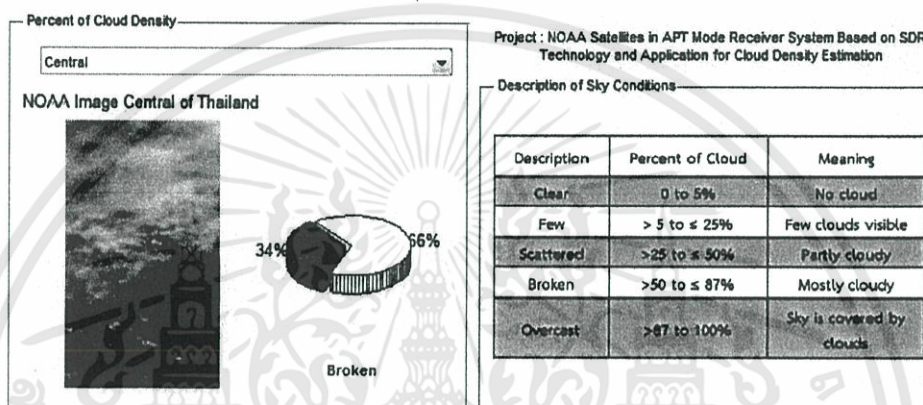 Percent of Cloud Density
Central
NOAA Image Central of Thailand
34%
66%
Broken
Project : NOAA Satellites in APT Mode Receiver System Based on SDR
Technology and Application for Cloud Density Estimation
Description of Sky Conditions
Description Percent of Cloud Meaning
Clear 0 to 5% No cloud
Few > 5 to ≤ 25% Few clouds visible
Scattered >25 to ≤ 50% Partly cloudy
Broken >50 to ≤ 87% Mostly cloudy
Overcast >87 to 100% Sky is covered by
clouds